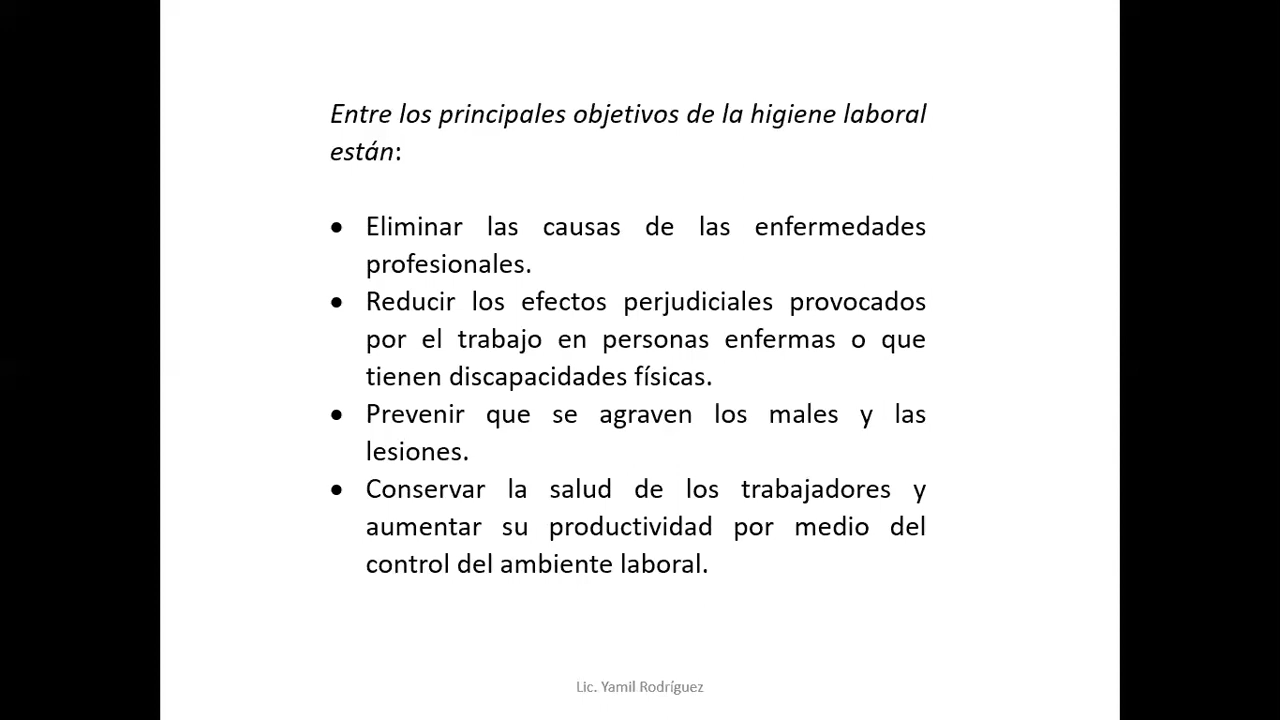 Entre los principales objetivos de la higiene laboral
están:
• Eliminar las causas de las enfermedades
profesionales.
• Reducir los efectos perjudiciales provocados
por el trabajo en personas enfermas o que
tienen discapacidades físicas.
• Prevenir que se agraven los males y las
lesiones.
• Conservar la salud de los trabajadores y
aumentar su productividad por medio del
control del ambiente laboral.
Lic. Yamil Rodríguez